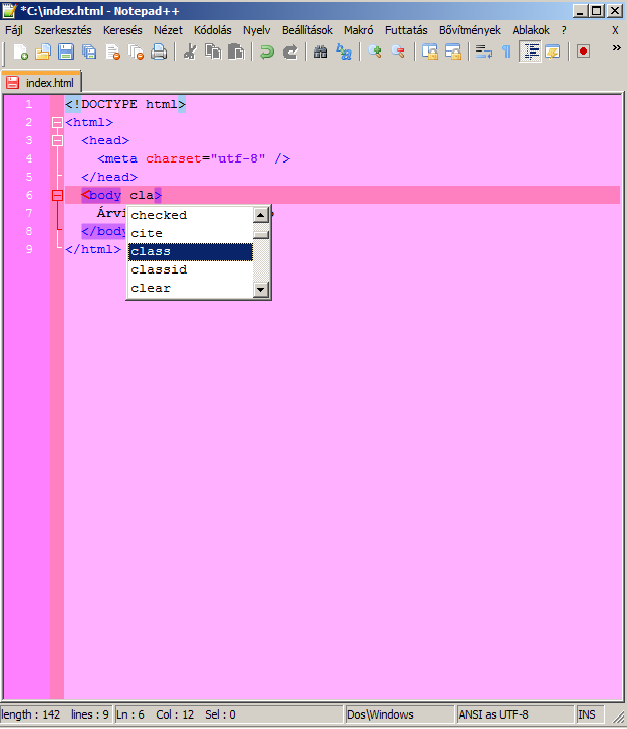 *C:\index.html - Notepad++
Fájl Szerkesztés Keresés Nézet Kódolás Nyelv Beállítások Makró Futtatás Bővítmények Ablakok ? X
index.html
1 <!DOCTYPE html>
2 <html>
3 <head>
4 <meta charset="utf-8" />
5 </head>
6 <body cla>
7 Árvi
8 </body
9 </html>
checked
cite
class
classid
clear
length : 142 lines : 9 Ln : 6 Col : 12 Sel : 0 Dos\Windows ANSI as UTF-8 INS